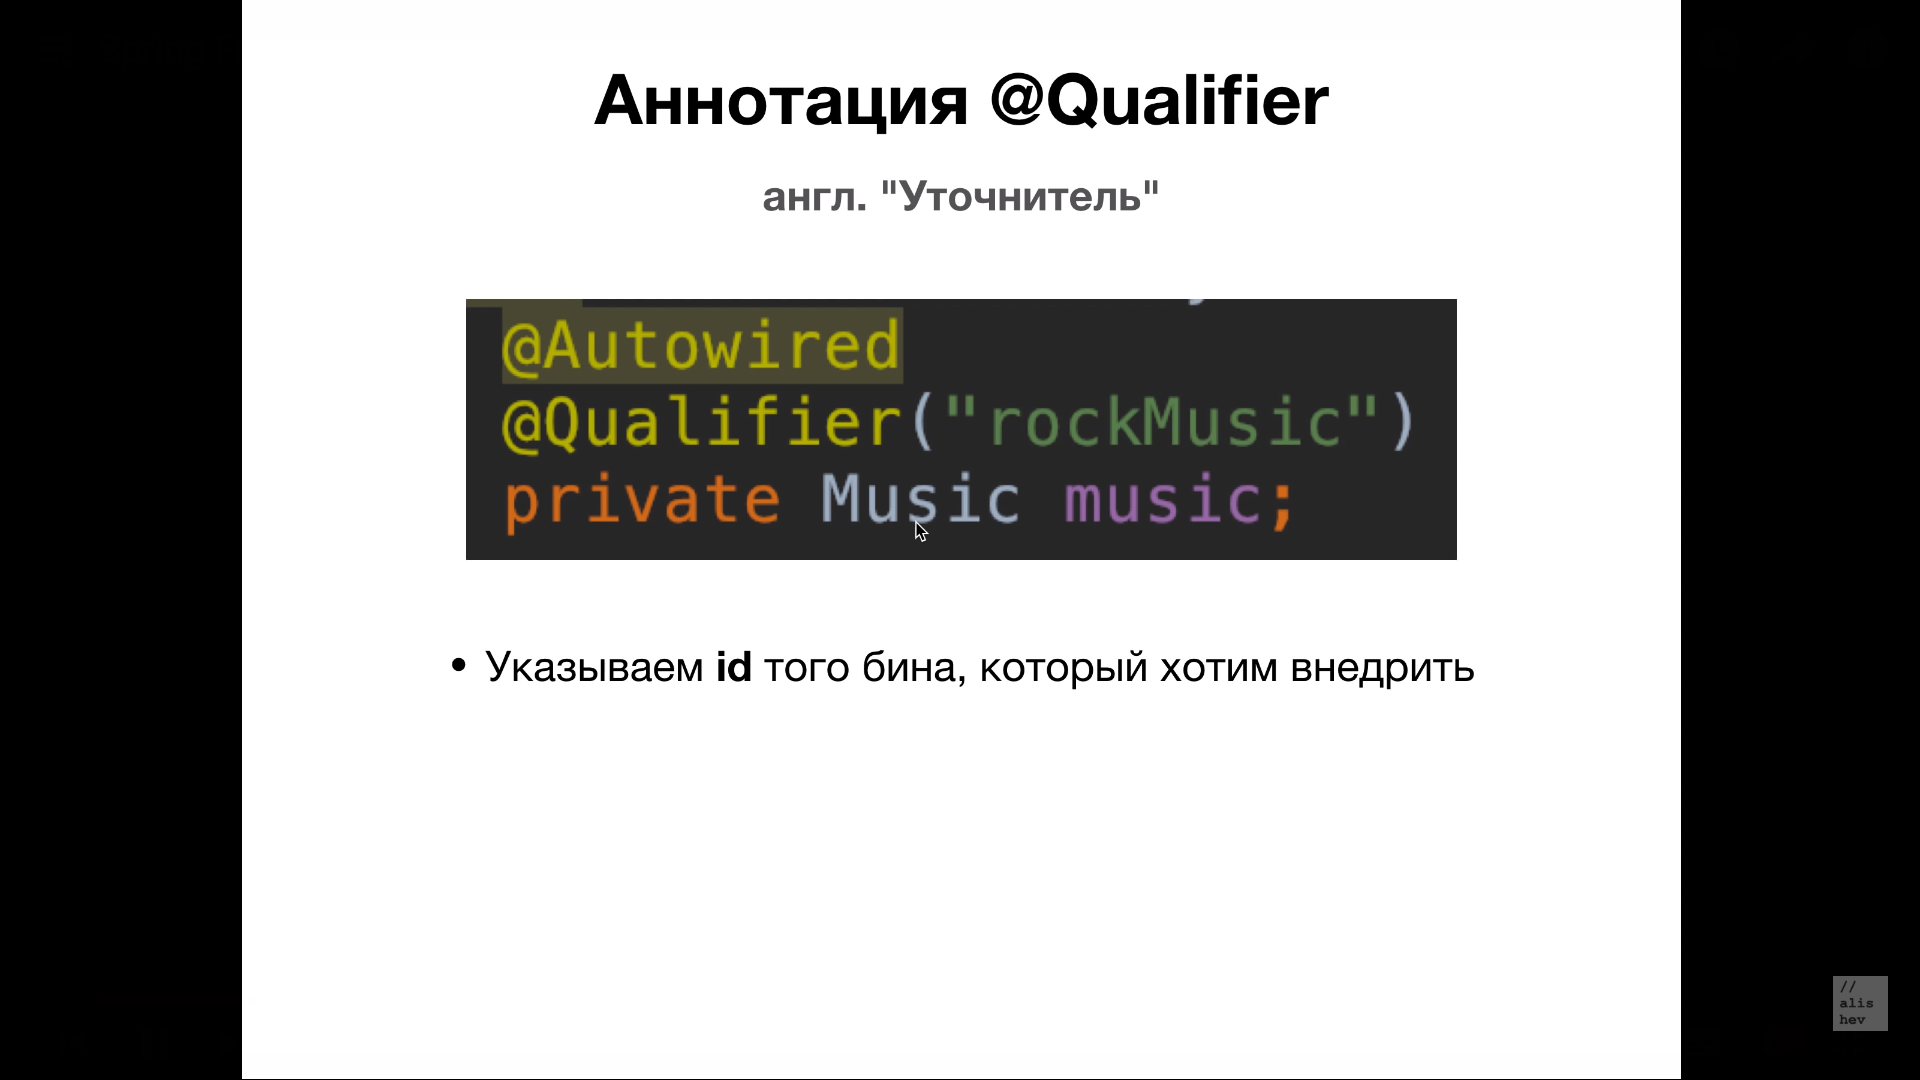 Аннотация @Qualifier
англ. "Уточнитель"
@Autowired
@Qualifier("rockMusic")
private Music music;
• Указываем id того бина, который хотим внедрить
//
alis
hev